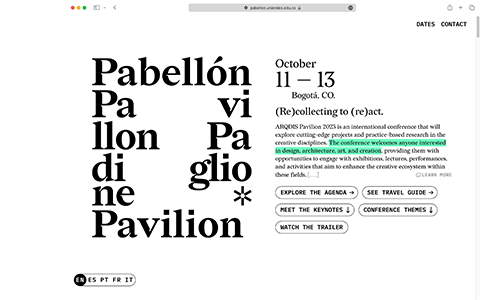 pabellon.uniandes.edu.co
DATES CONTACT
Pabellón
Pa vi
llon Pa
di glio
ne *
Pavilion
October
11 — 13
Bogotá, CO.
(Re)collecting to (re)act.
ARQDIS Pavilion 2023 is an international conference that will
explore cutting-edge projects and practice-based research in the
creative disciplines. The conference welcomes anyone interested
in design, architecture, art, and creation, providing them with
opportunities to engage with exhibitions, lectures, performances,
and activities that aim to enhance the creative ecosystem within
these fields. [...]
LEARN MORE
EXPLORE THE AGENDA → SEE TRAVEL GUIDE →
MEET THE KEYNOTES ↓ CONFERENCE THEMES ↓
WATCH THE TRAILER
EN ES PT FR IT